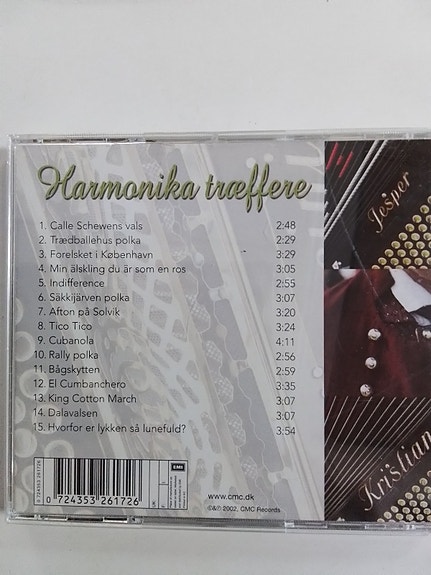 Harmonika træffere
1. Calle Schewens vals 2:48
2. Trædballehus polka 2:29
3. Forelsket i København 3:29
4. Min älskling du är som en ros 3:05
5. Indifference 2:55
6. Säkkijärven polka 3:07
7. Afton på Solvik 3:20
8. Tico Tico 3:24
9. Cubanola 4:11
10. Rally polka 2:56
11. Bågskytten 2:59
12. El Cumbanchero 3:35
13. King Cotton March 3:07
14. Dalavalsen 3:07
15. Hvorfor er lykken så lunefuld? 3:54
0 724353 261726
0 724353 261726
EMI
www.cmc.dk
©&℗ 2002, CMC Records
Jesper
Kristian